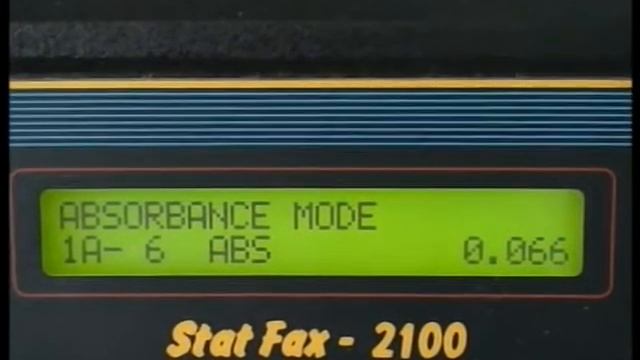 ABSORBANCE MODE
1A- 6 ABS 0.066
Stat Fax - 2100